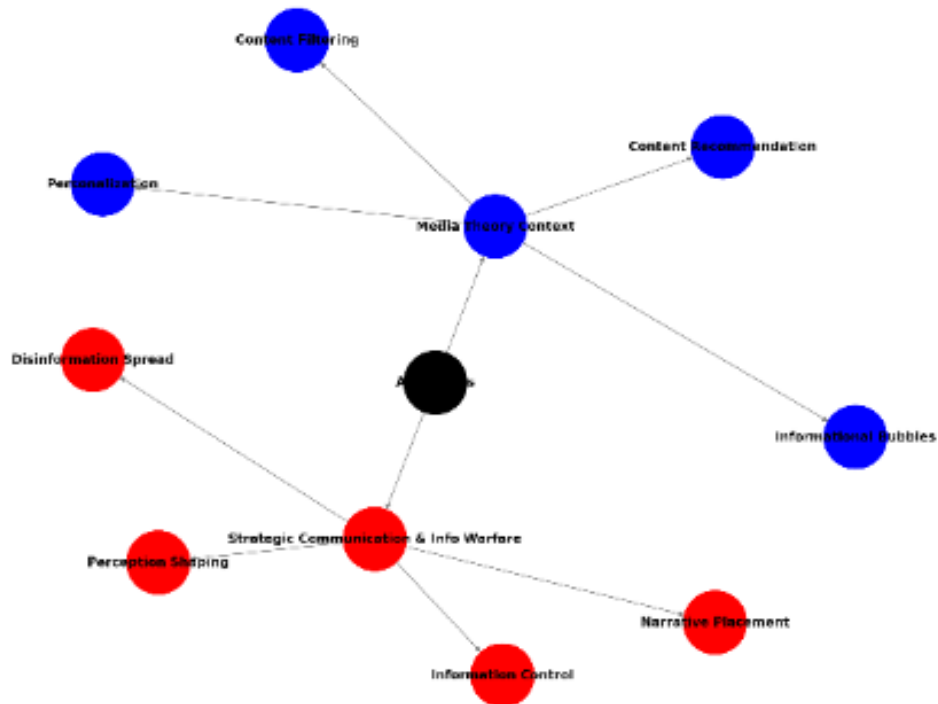 Content Filtering
Content Recommendation
Personalization
Media Theory Context
Disinformation Spread
Informational Bubbles
Strategic Communication & Info Warfare
Perception Shaping
Narrative Placement
Information Control